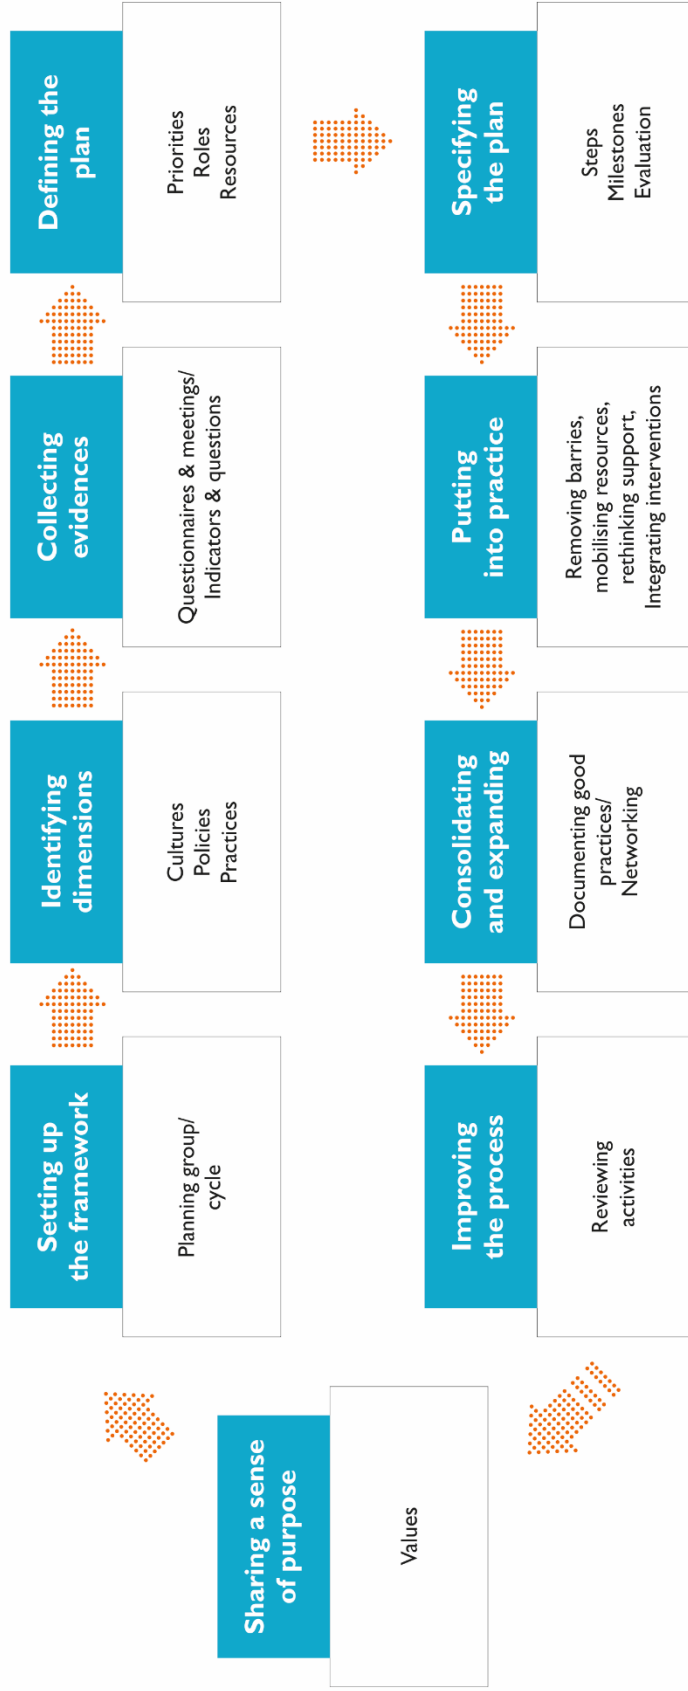 Sharing a sense
of purpose
Values
Setting up
the framework
Planning group/
cycle
Identifying
dimensions
Cultures
Policies
Practices
Collecting
evidences
Questionnaires & meetings/
Indicators & questions
Defining the
plan
Priorities
Roles
Resources
Specifying
the plan
Steps
Milestones
Evaluation
Putting
into practice
Removing barries,
mobilising resources,
rethinking support,
Integrating interventions
Consolidating
and expanding
Documenting good
practices/
Networking
Improving
the process
Reviewing
activities